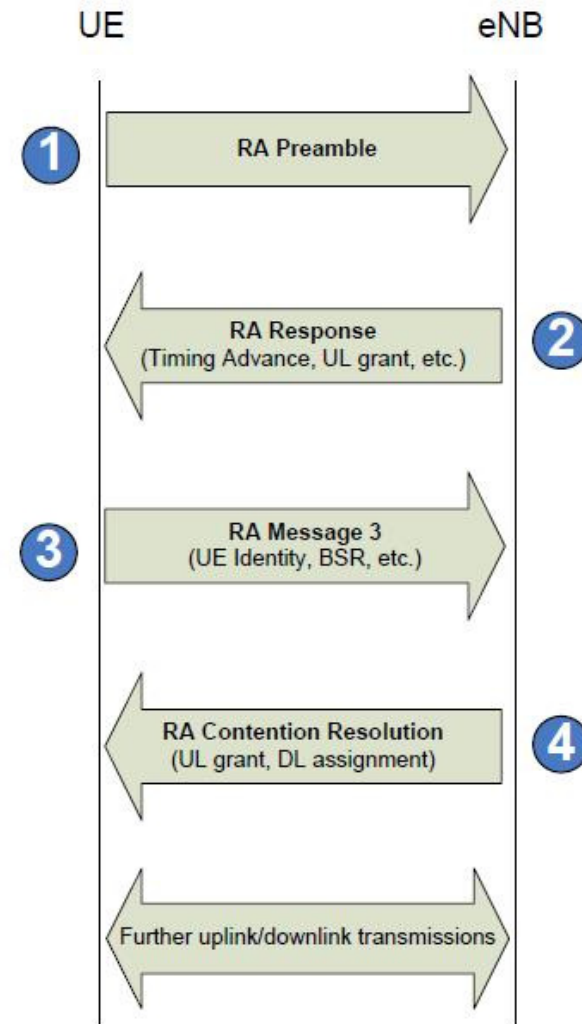 UE
eNB
1
RA Preamble
RA Response
(Timing Advance, UL grant, etc.)
2
3
RA Message 3
(UE Identity, BSR, etc.)
RA Contention Resolution
(UL grant, DL assignment)
4
Further uplink/downlink transmissions